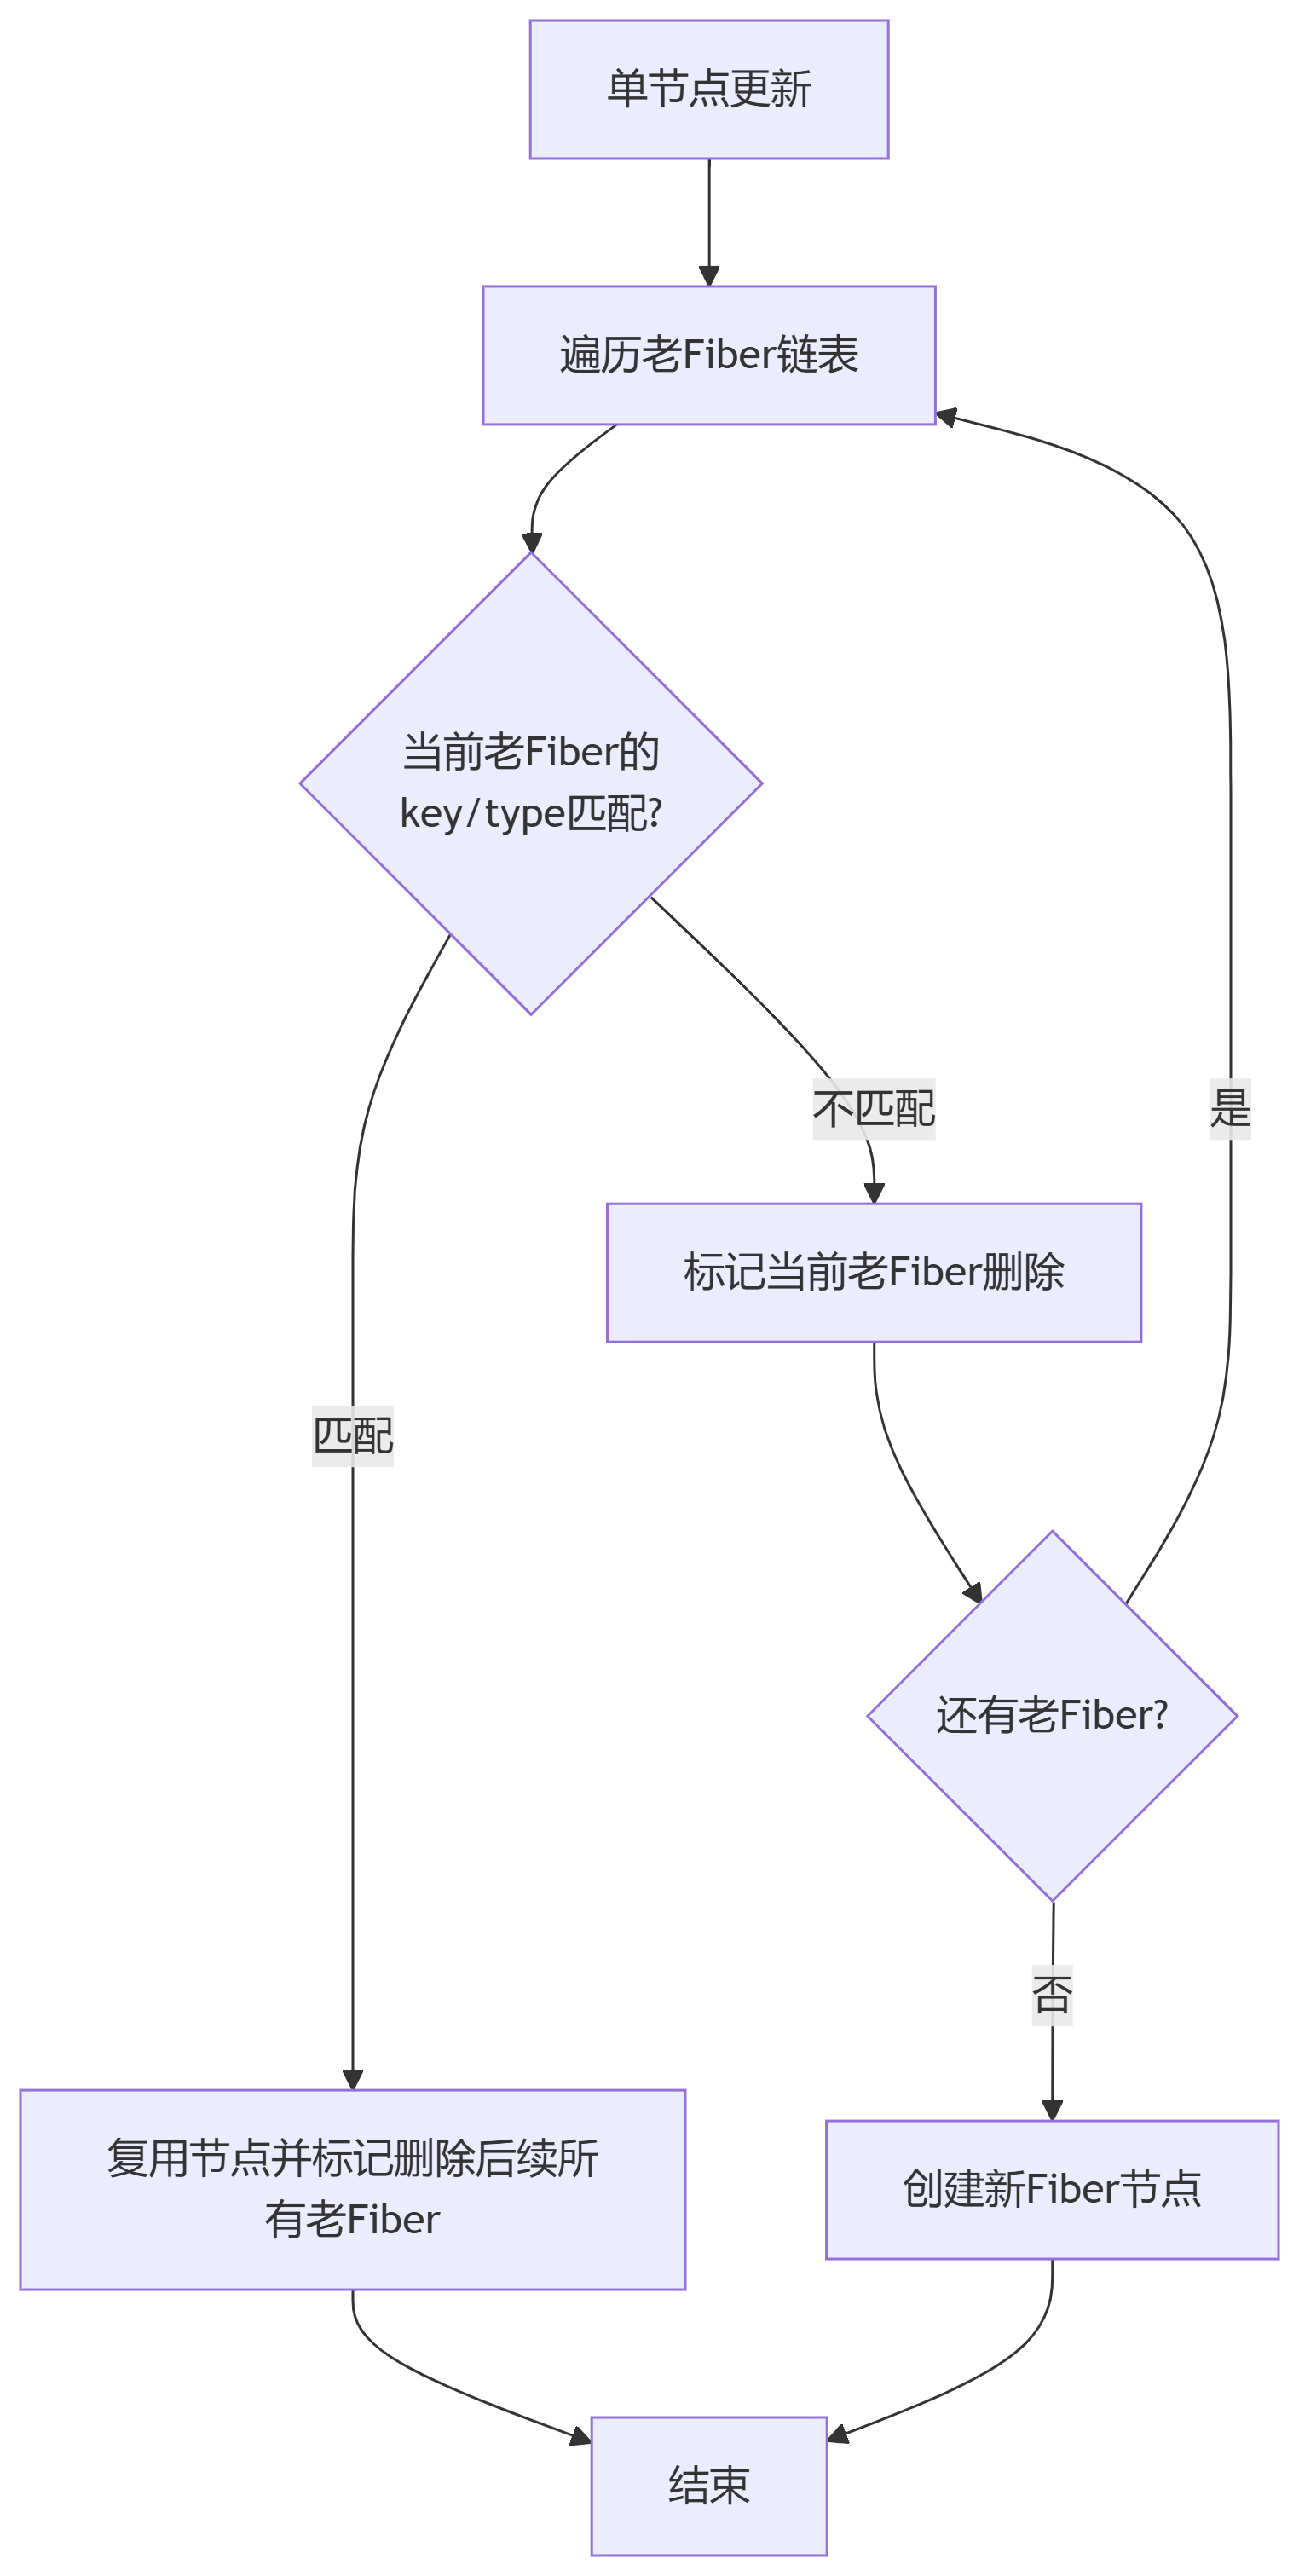 单节点更新
遍历老Fiber链表
当前老Fiber的
key/type匹配?
不匹配
是
标记当前老Fiber删除
匹配
还有老Fiber?
否
复用节点并标记删除后续所
有老Fiber
创建新Fiber节点
结束